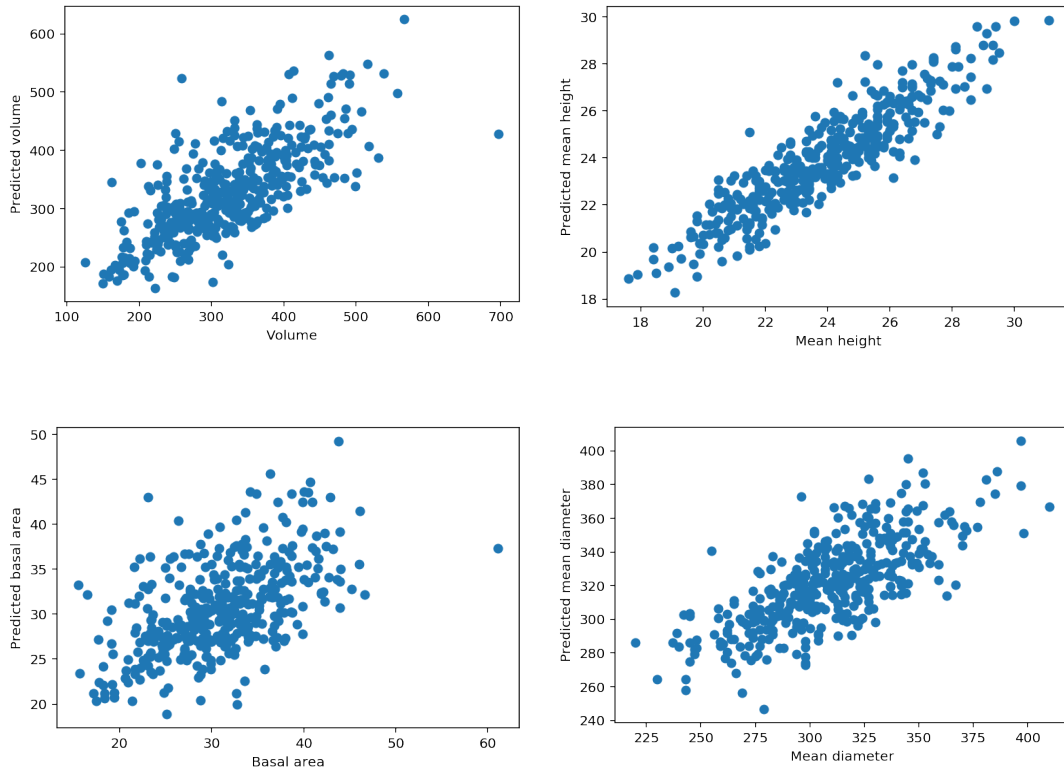 600
500
400
300
200
Predicted volume
100 200 300 400 500 600 700
Volume
30
28
26
24
22
20
18
Predicted mean height
18 20 22 24 26 28 30
Mean height
50
45
40
35
30
25
20
Predicted basal area
20 30 40 50 60
Basal area
400
380
360
340
320
300
280
260
240
Predicted mean diameter
225 250 275 300 325 350 375 400
Mean diameter